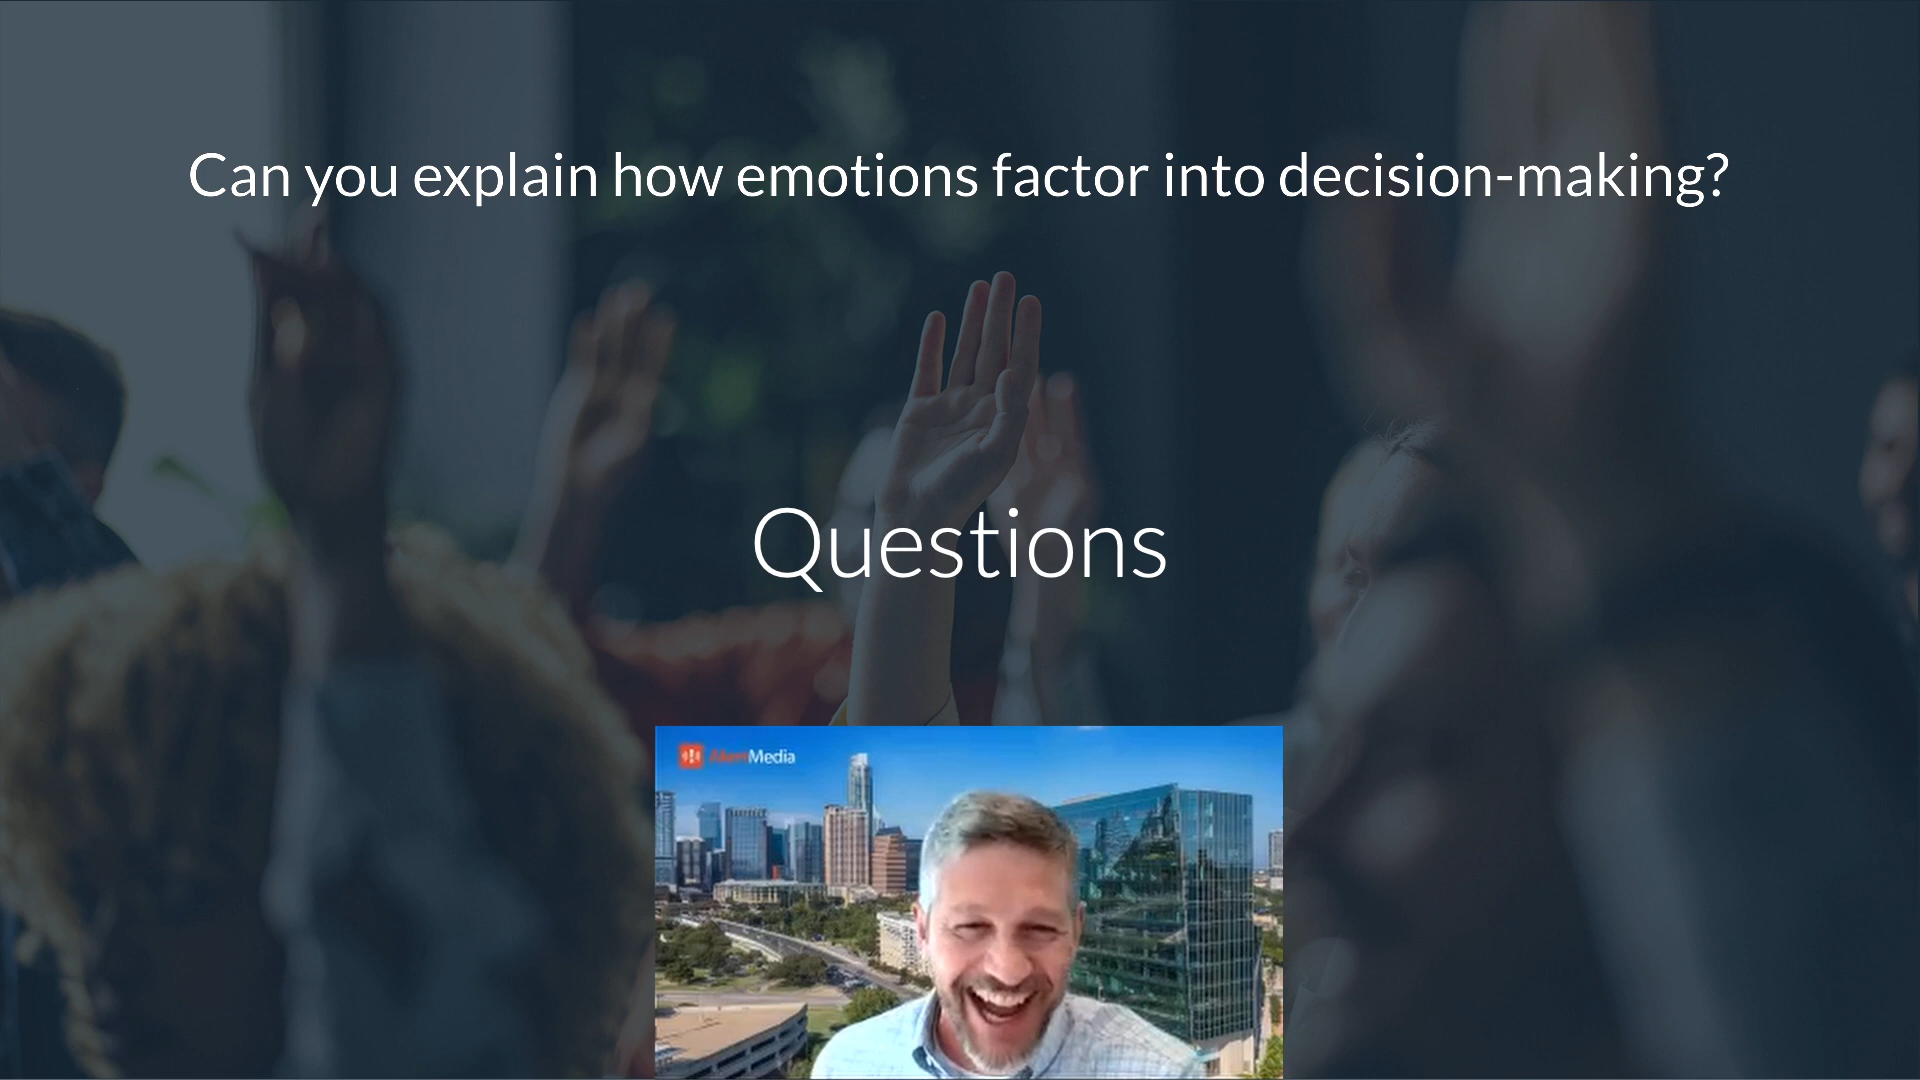 Can you explain how emotions factor into decision-making?
Questions
Media